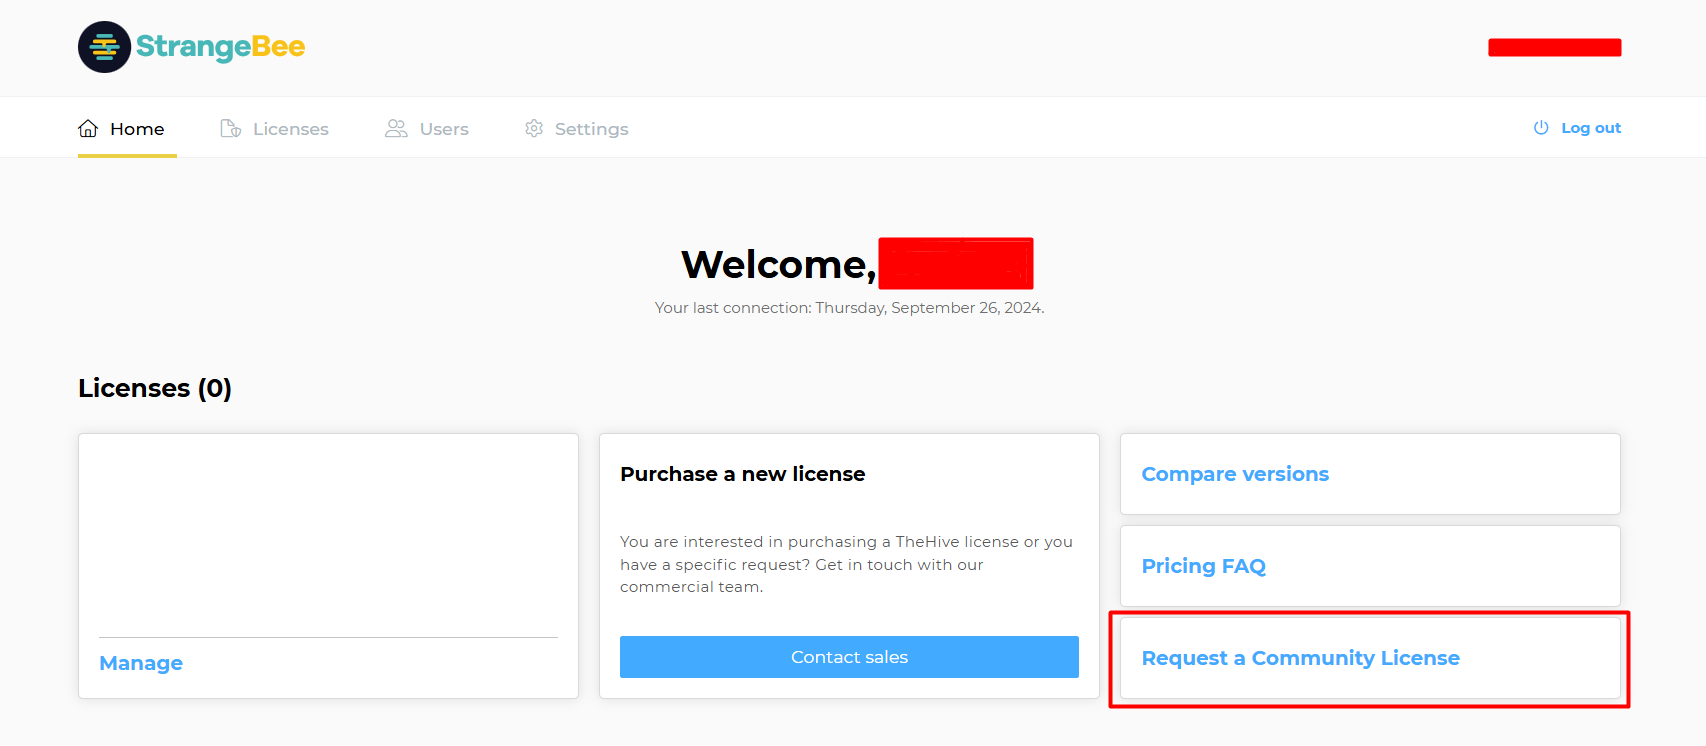 StrangeBee
Home
Licenses
Users
Settings
Log out
Welcome,
Your last connection: Thursday, September 26, 2024.
Licenses (0)
Manage
Purchase a new license
You are interested in purchasing a TheHive license or you
have a specific request? Get in touch with our
commercial team.
Contact sales
Compare versions
Pricing FAQ
Request a Community License